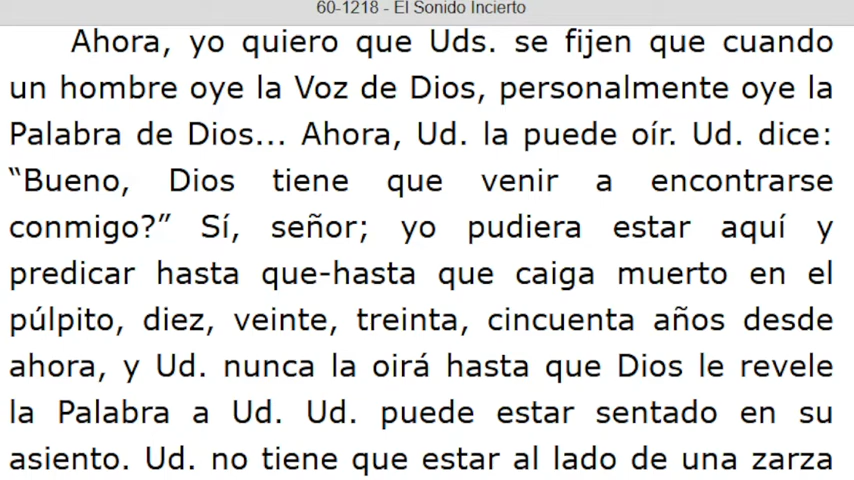 60-1218 - El Sonido Incierto
Ahora, yo quiero que Uds. se fijen que cuando
un hombre oye la Voz de Dios, personalmente oye la
Palabra de Dios... Ahora, Ud. la puede oír. Ud. dice:
“Bueno, Dios tiene que venir a encontrarse
conmigo?” Sí, señor; yo pudiera estar aquí y
predicar hasta que-hasta que caiga muerto en el
púlpito, diez, veinte, treinta, cincuenta años desde
ahora, y Ud. nunca la oirá hasta que Dios le revele
la Palabra a Ud. Ud. puede estar sentado en su
asiento. Ud. no tiene que estar al lado de una zarza